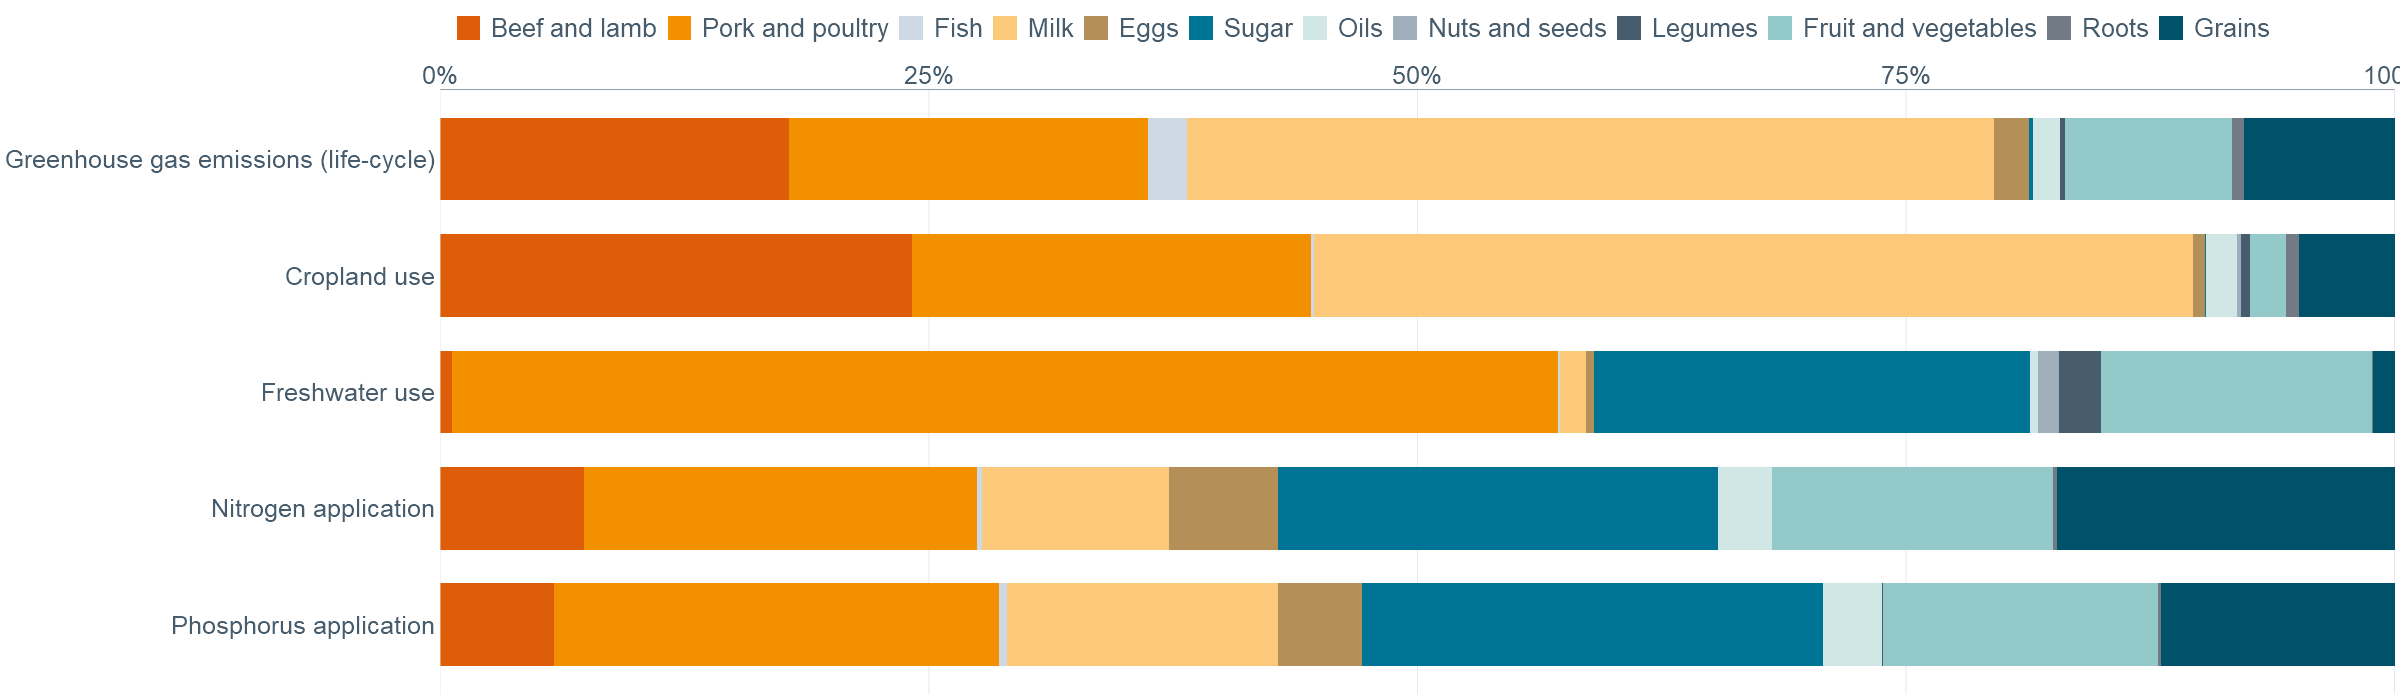 Beef and lamb Pork and poultry Fish Milk Eggs Sugar Oils Nuts and seeds Legumes Fruit and vegetables Roots Grains
0% 25% 50% 75% 100
Greenhouse gas emissions (life-cycle)
Cropland use
Freshwater use
Nitrogen application
Phosphorus application